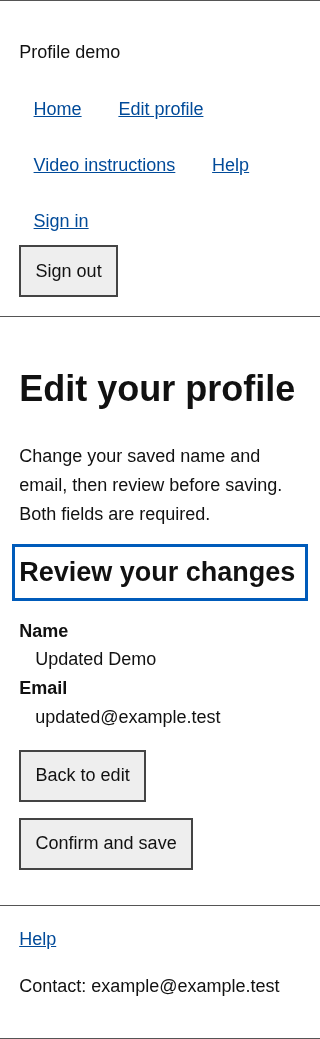 Profile demo
Home Edit profile
Video instructions Help
Sign in
Sign out
Edit your profile
Change your saved name and
email, then review before saving.
Both fields are required.
Review your changes
Name
Updated Demo
Email
updated@example.test
Back to edit
Confirm and save
Help
Contact: example@example.test